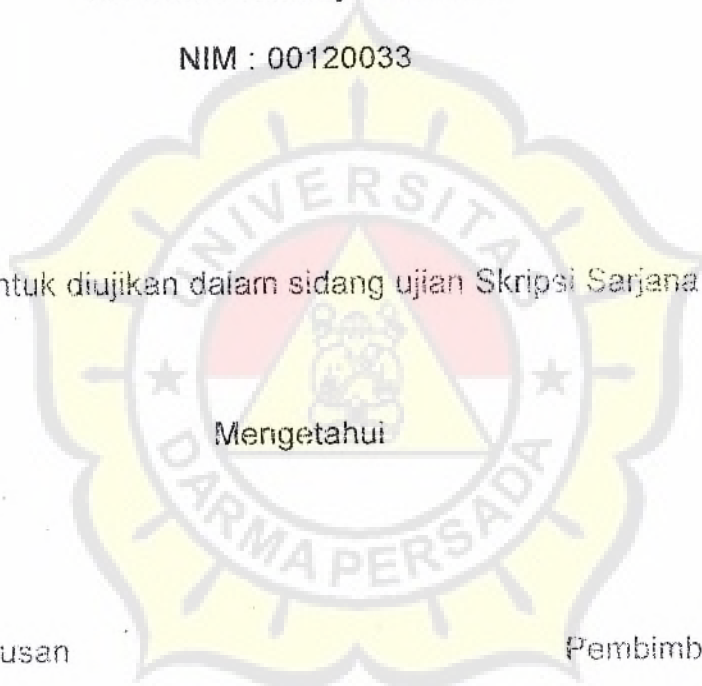 NIM : 00120033
UNIVERSITAS
ntuk diujikan dalam sidang ujian Skripsi Sarjana
Mengetahui
DARMA PERSADA
usan
Pembimb